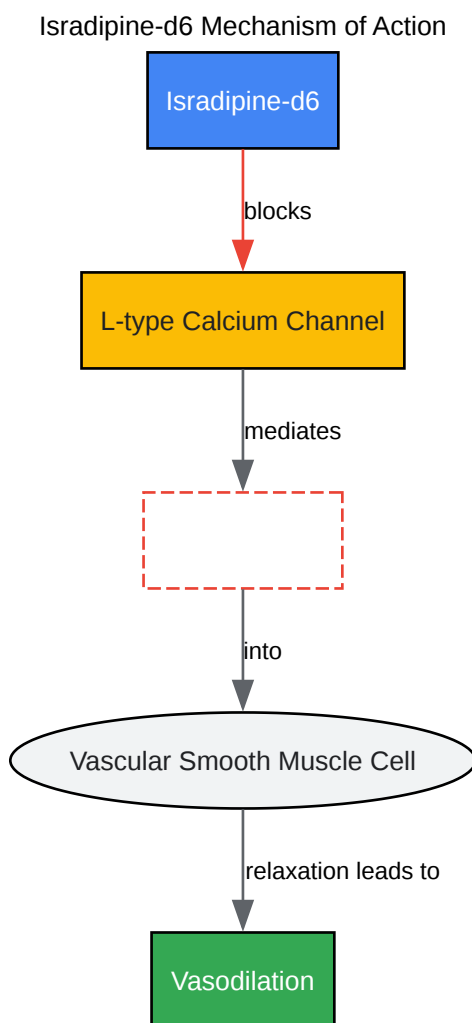 Isradipine-d6 Mechanism of Action
Isradipine-d6
blocks
L-type Calcium Channel
mediates
into
Vascular Smooth Muscle Cell
relaxation leads to
Vasodilation